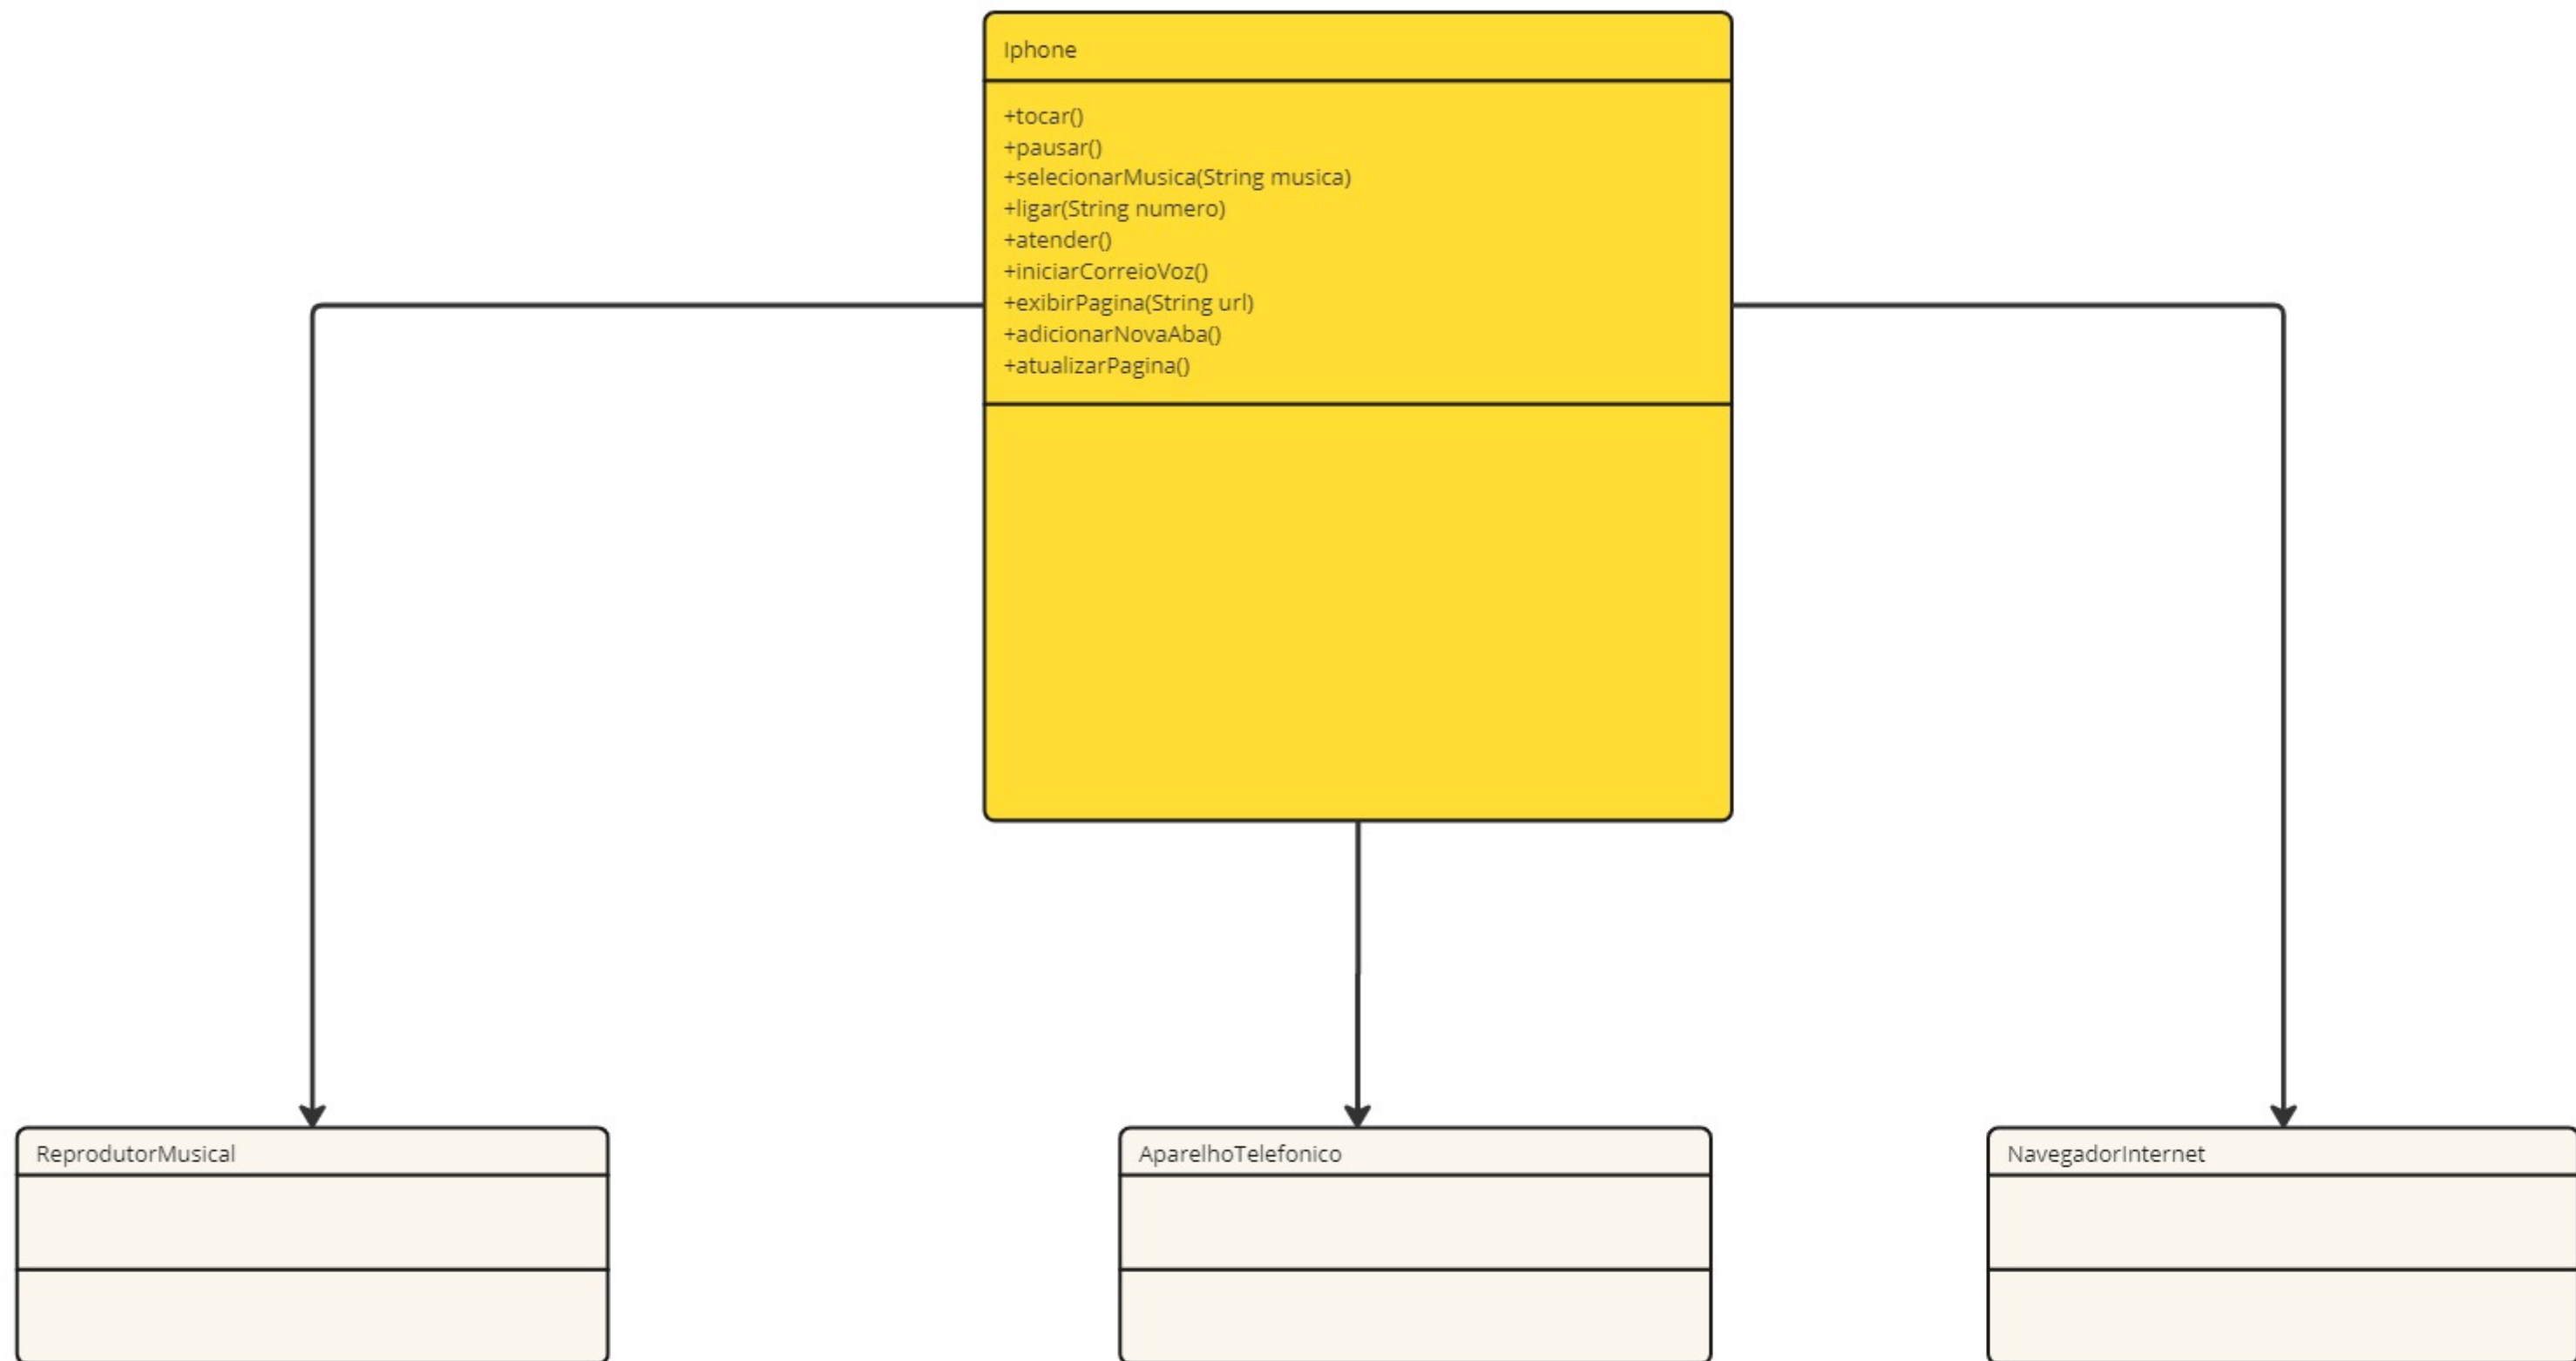 Iphone
+tocar()
+pausar()
+selecionarMusica(String musica)
+ligar(String numero)
+atender()
+iniciarCorreioVoz()
+exibirPagina(String url)
+adicionarNovaAba()
+atualizarPagina()
ReprodutorMusical
AparelhoTelefonico
NavegadorInternet